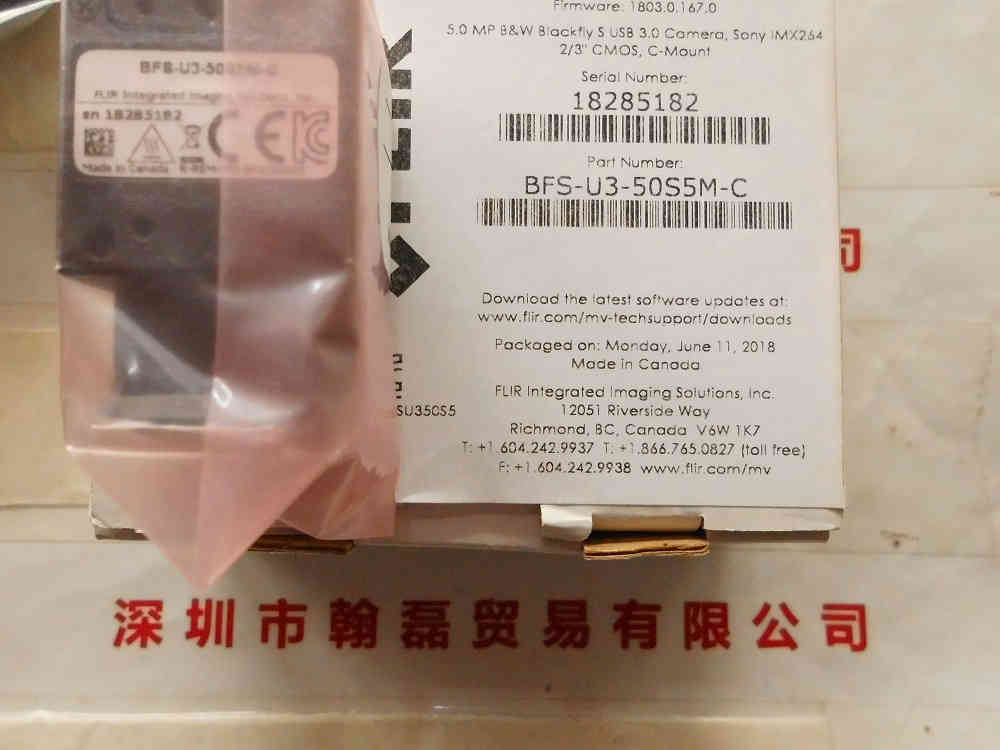 BFS-U3-50S5M-C
FLIR Integrated Imaging Solutions, Inc.
sn 18285182
Made in Canada
FLIR
SU350S5
Firmware: 1803.0.167.0
5.0 MP B&W Blackfly S USB 3.0 Camera, Sony IMX264
2/3" CMOS, C-Mount
Serial Number:
18285182
Part Number:
BFS-U3-50S5M-C
Download the latest software updates at:
www.flir.com/mv-techsupport/downloads
Packaged on: Monday, June 11, 2018
Made in Canada
FLIR Integrated Imaging Solutions, Inc.
12051 Riverside Way
Richmond, BC, Canada V6W 1K7
T: +1.604.242.9937 T: +1.866.765.0827 (toll free)
F: +1.604.242.9938 www.flir.com/mv
司
深圳市翰磊贸易有限公司